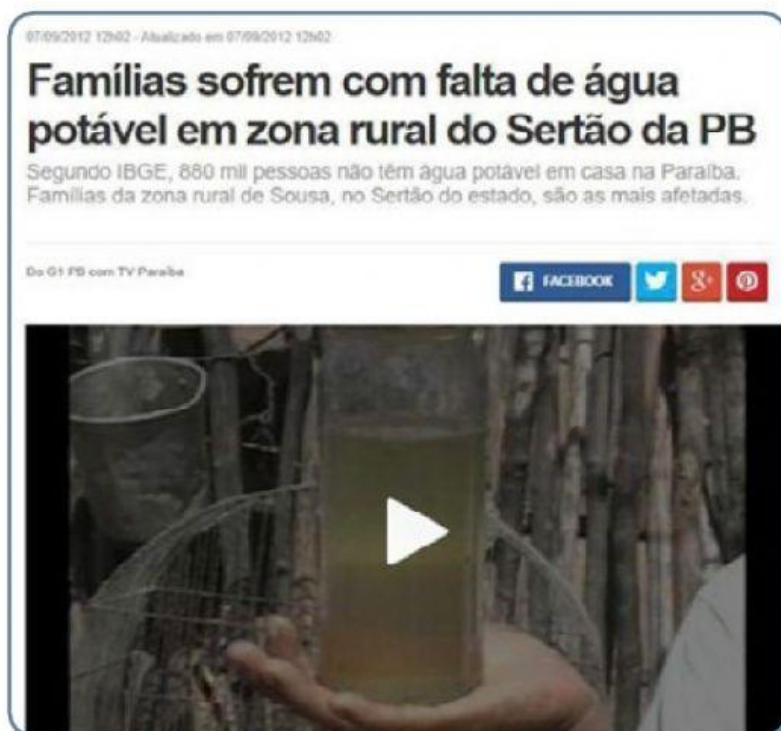 07/09/2012 12h02 - Atualizado em 07/09/2012 12h02
Famílias sofrem com falta de água
potável em zona rural do Sertão da PB
Segundo IBGE, 880 mil pessoas não têm água potável em casa na Paraíba.
Famílias da zona rural de Sousa, no Sertão do estado, são as mais afetadas.
Do G1 PB com TV Paraíba
FACEBOOK